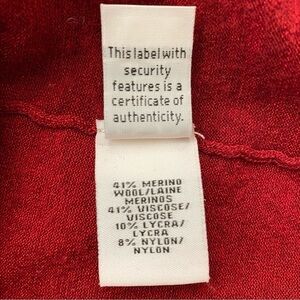 This label with
security
features is a
certificate of
authenticity.
41% MERINO
WOOL/LAINE
MERINOS
41% VISCOSE/
VISCOSE
10% LYCRA/
LYCRA
8% NYLON/
NYLON